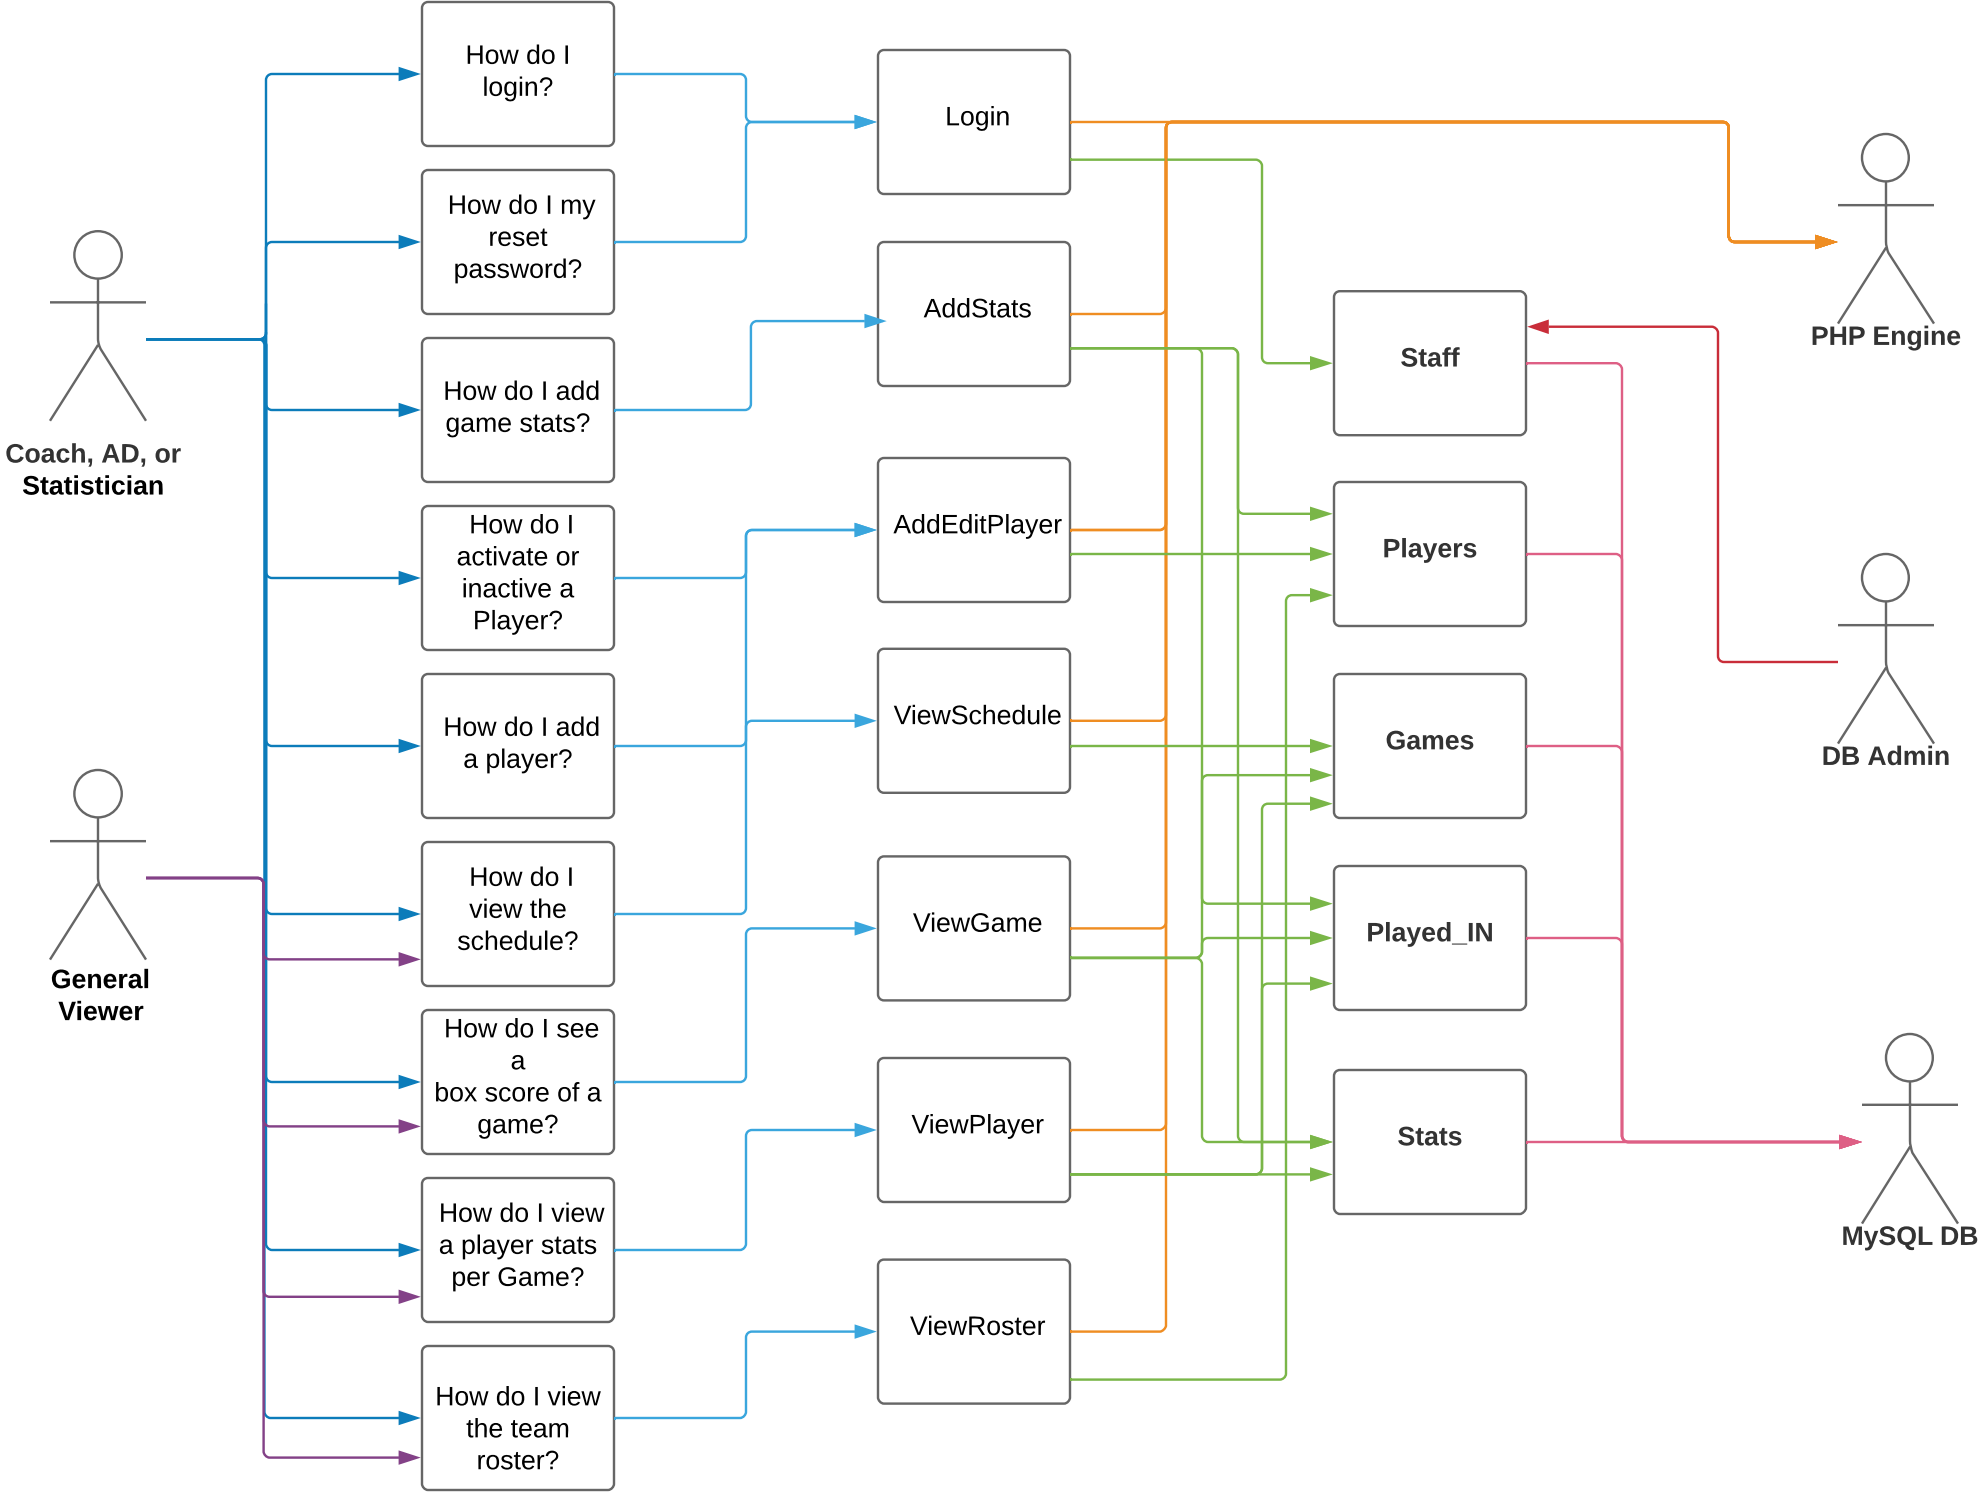 Coach, AD, or
Statistician
General
Viewer
How do I
login?
How do I my
reset
password?
How do I add
game stats?
How do I
activate or
inactive a
Player?
How do I add
a player?
How do I
view the
schedule?
How do I see
a
box score of a
game?
How do I view
a player stats
per Game?
How do I view
the team
roster?
Login
AddStats
AddEditPlayer
ViewSchedule
ViewGame
ViewPlayer
ViewRoster
Staff
Players
Games
Played_IN
Stats
PHP Engine
DB Admin
MySQL DB